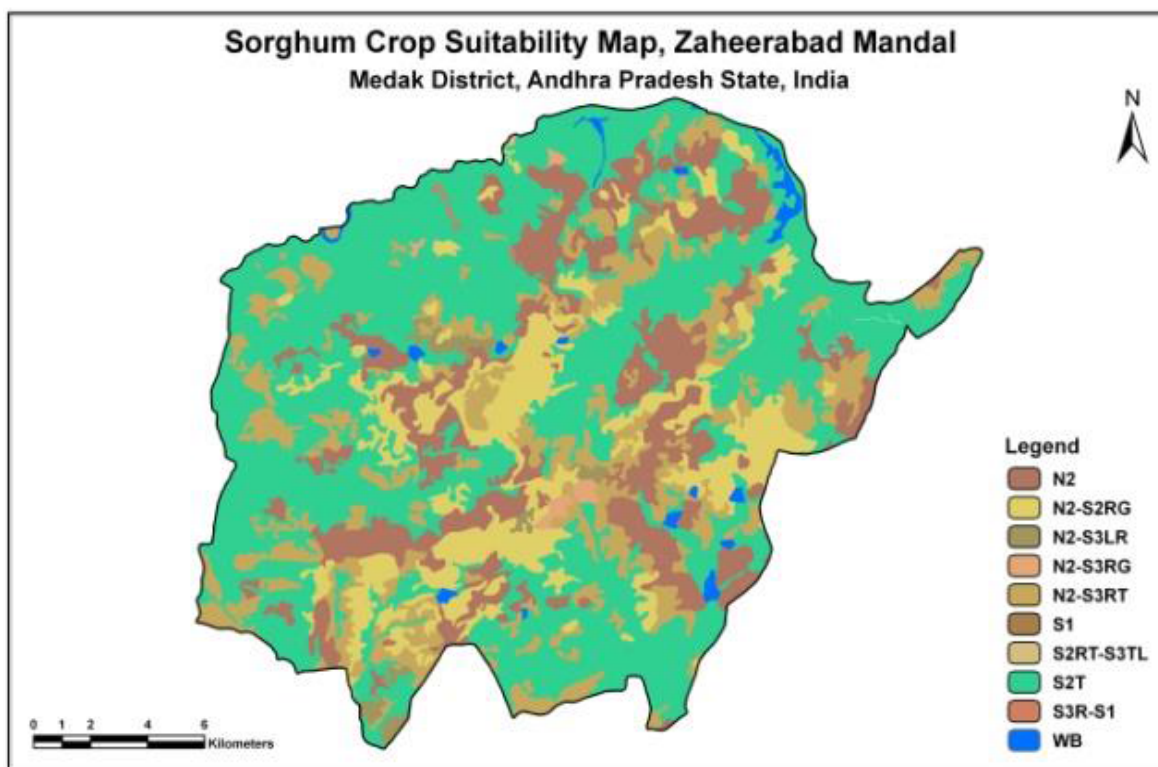 Sorghum Crop Suitability Map, Zaheerabad Mandal
Medak District, Andhra Pradesh State, India
N
Legend
N2
N2-S2RG
N2-S3LR
N2-S3RG
N2-S3RT
S1
S2RT-S3TL
S2T
S3R-S1
WB
0 1 2 4 6
Kilometers